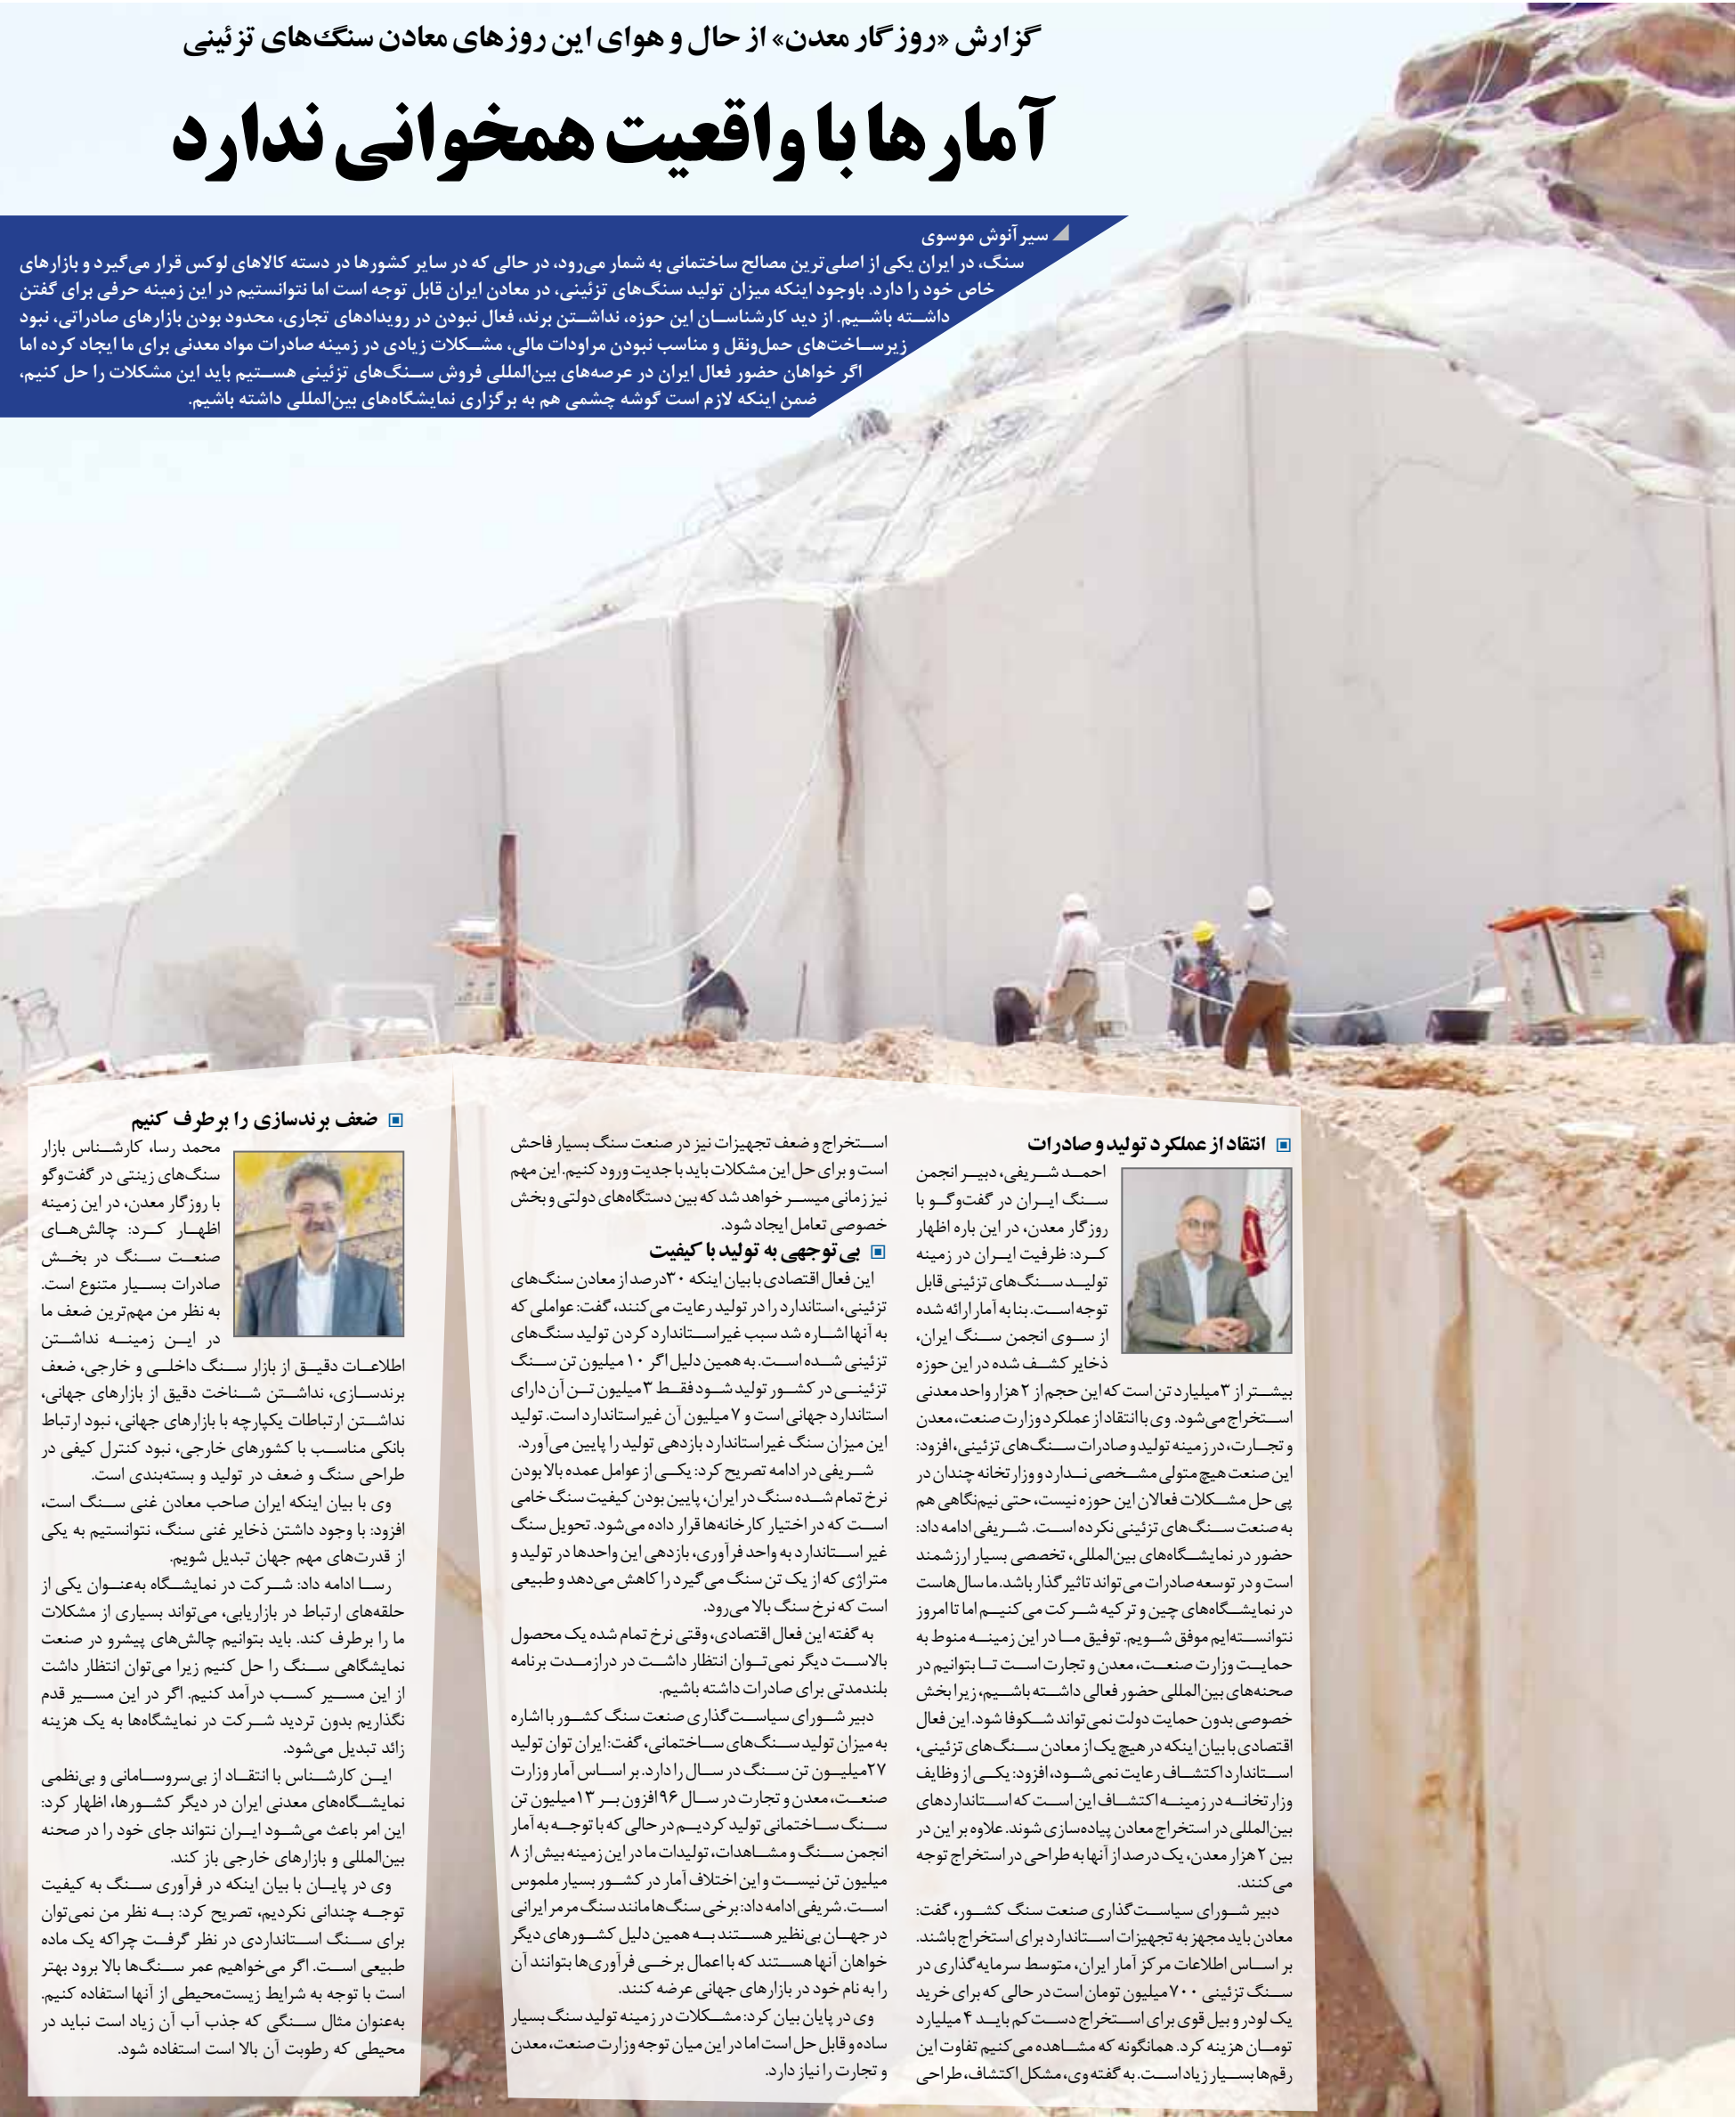 گزارش «روزگار معدن» از حال و هوای این روزهای معادن سنگ‌های تزئینی
آمارها با واقعیت همخوانی ندارد
سیرآنوش موسوی
سنگ، در ایران یکی از اصلی‌ترین مصالح ساختمانی به شمار می‌رود، در حالی که در سایر کشورها در دسته کالاهای لوکس قرار می‌گیرد و بازارهای
خاص خود را دارد. باوجود اینکه میزان تولید سنگ‌های تزئینی، در معادن ایران قابل توجه است اما نتوانستیم در این زمینه حرفی برای گفتن
داشته باشیم. از دید کارشناسان این حوزه، نداشتن برند، فعال نبودن در رویدادهای تجاری، محدود بودن بازارهای صادراتی، نبود
زیرساخت‌های حمل‌ونقل و مناسب نبودن مراودات مالی، مشکلات زیادی در زمینه صادرات مواد معدنی برای ما ایجاد کرده اما
اگر خواهان حضور فعال ایران در عرصه‌های بین‌المللی فروش سنگ‌های تزئینی هستیم باید این مشکلات را حل کنیم،
ضمن اینکه لازم است گوشه چشمی هم به برگزاری نمایشگاه‌های بین‌المللی داشته باشیم.
انتقاد از عملکرد تولید و صادرات
احمد شریفی، دبیر انجمن
سنگ ایران در گفت‌وگو با
روزگار معدن، در این باره اظهار
کرد: ظرفیت ایران در زمینه
تولید سنگ‌های تزئینی قابل
توجه است. بنا به آمار ارائه شده
از سوی انجمن سنگ ایران،
ذخایر کشف شده در این حوزه
بیشتر از ۳ میلیارد تن است که این حجم از ۲ هزار واحد معدنی
استخراج می‌شود. وی با انتقاد از عملکرد وزارت صنعت، معدن
و تجارت، در زمینه تولید و صادرات سنگ‌های تزئینی، افزود:
این صنعت هیچ متولی مشخصی ندارد و وزارتخانه چندان در
پی حل مشکلات فعالان این حوزه نیست، حتی نیم‌نگاهی هم
به صنعت سنگ‌های تزئینی نکرده است. شریفی ادامه داد:
حضور در نمایشگاه‌های بین‌المللی، تخصصی بسیار ارزشمند
است و در توسعه صادرات می‌تواند تاثیرگذار باشد. ما سال‌هاست
در نمایشگاه‌های چین و ترکیه شرکت می‌کنیم اما تا امروز
نتوانسته‌ایم موفق شویم. توفیق ما در این زمینه منوط به
حمایت وزارت صنعت، معدن و تجارت است تا بتوانیم در
صحنه‌های بین‌المللی حضور فعالی داشته باشیم، زیرا بخش
خصوصی بدون حمایت دولت نمی‌تواند شکوفا شود. این فعال
اقتصادی با بیان اینکه در هیچ یک از معادن سنگ‌های تزئینی،
استاندارد اکتشاف رعایت نمی‌شود، افزود: یکی از وظایف
وزارتخانه در زمینه اکتشاف این است که استانداردهای
بین‌المللی در استخراج معادن پیاده‌سازی شوند. علاوه بر این در
بین ۲ هزار معدن، یک درصد از آنها به طراحی در استخراج توجه
می‌کنند.
دبیر شورای سیاست‌گذاری صنعت سنگ کشور، گفت:
معادن باید مجهز به تجهیزات استاندارد برای استخراج باشند.
بر اساس اطلاعات مرکز آمار ایران، متوسط سرمایه‌گذاری در
سنگ تزئینی ۷۰۰ میلیون تومان است در حالی که برای خرید
یک لودر و بیل قوی برای استخراج دست‌کم باید ۴ میلیارد
تومان هزینه کرد. همانگونه که مشاهده می‌کنیم تفاوت این
رقم‌ها بسیار زیاد است. به گفته وی، مشکل اکتشاف، طراحی
استخراج و ضعف تجهیزات نیز در صنعت سنگ بسیار فاحش
است و برای حل این مشکلات باید با جدیت ورود کنیم. این مهم
نیز زمانی میسر خواهد شد که بین دستگاه‌های دولتی و بخش
خصوصی تعامل ایجاد شود.
بی‌توجهی به تولید با کیفیت
این فعال اقتصادی با بیان اینکه ۳۰درصد از معادن سنگ‌های
تزئینی، استاندارد را در تولید رعایت می‌کنند، گفت: عواملی که
به آنها اشاره شد سبب غیراستاندارد کردن تولید سنگ‌های
تزئینی شده است. به همین دلیل اگر ۱۰ میلیون تن سنگ
تزئینی در کشور تولید شود فقط ۳ میلیون تن آن دارای
استاندارد جهانی است و ۷ میلیون آن غیراستاندارد است. تولید
این میزان سنگ غیراستاندارد بازدهی تولید را پایین می‌آورد.
شریفی در ادامه تصریح کرد: یکی از عوامل عمده بالا بودن
نرخ تمام شده سنگ در ایران، پایین بودن کیفیت سنگ خامی
است که در اختیار کارخانه‌ها قرار داده می‌شود. تحویل سنگ
غیر استاندارد به واحد فرآوری، بازدهی این واحدها در تولید و
متراژی که از یک تن سنگ می‌گیرد را کاهش می‌دهد و طبیعی
است که نرخ سنگ بالا می‌رود.
به گفته این فعال اقتصادی، وقتی نرخ تمام شده یک محصول
بالاست دیگر نمی‌توان انتظار داشت در درازمدت برنامه
بلندمدتی برای صادرات داشته باشیم.
دبیر شورای سیاست‌گذاری صنعت سنگ کشور با اشاره
به میزان تولید سنگ‌های ساختمانی، گفت: ایران توان تولید
۲۷میلیون تن سنگ در سال را دارد. بر اساس آمار وزارت
صنعت، معدن و تجارت در سال ۹۶ افزون بر ۱۳ میلیون تن
سنگ ساختمانی تولید کردیم در حالی که با توجه به آمار
انجمن سنگ و مشاهدات، تولیدات ما در این زمینه بیش از ۸
میلیون تن نیست و این اختلاف آمار در کشور بسیار ملموس
است. شریفی ادامه داد: برخی سنگ‌ها مانند سنگ مرمر ایرانی
در جهان بی‌نظیر هستند به همین دلیل کشورهای دیگر
خواهان آنها هستند که با اعمال برخی فرآوری‌ها بتوانند آن
را به نام خود در بازارهای جهانی عرضه کنند.
وی در پایان بیان کرد: مشکلات در زمینه تولید سنگ بسیار
ساده و قابل حل است اما در این میان توجه وزارت صنعت، معدن
و تجارت را نیاز دارد.
ضعف برندسازی را برطرف کنیم
محمد رسا، کارشناس بازار
سنگ‌های زینتی در گفت‌وگو
با روزگار معدن، در این زمینه
اظهار کرد: چالش‌های
صنعت سنگ در بخش
صادرات بسیار متنوع است.
به نظر من مهم‌ترین ضعف ما
در این زمینه نداشتن
اطلاعات دقیق از بازار سنگ داخلی و خارجی، ضعف
برندسازی، نداشتن شناخت دقیق از بازارهای جهانی،
نداشتن ارتباطات یکپارچه با بازارهای جهانی، نبود ارتباط
بانکی مناسب با کشورهای خارجی، نبود کنترل کیفی در
طراحی سنگ و ضعف در تولید و بسته‌بندی است.
وی با بیان اینکه ایران صاحب معادن غنی سنگ است،
افزود: با وجود داشتن ذخایر غنی سنگ، نتوانستیم به یکی
از قدرت‌های مهم جهان تبدیل شویم.
رسا ادامه داد: شرکت در نمایشگاه به‌عنوان یکی از
حلقه‌های ارتباط در بازاریابی، می‌تواند بسیاری از مشکلات
ما را برطرف کند. باید بتوانیم چالش‌های پیشرو در صنعت
نمایشگاهی سنگ را حل کنیم زیرا می‌توان انتظار داشت
از این مسیر کسب درآمد کنیم. اگر در این مسیر قدم
نگذاریم بدون تردید شرکت در نمایشگاه‌ها به یک هزینه
زائد تبدیل می‌شود.
این کارشناس با انتقاد از بی‌سروسامانی و بی‌نظمی
نمایشگاه‌های معدنی ایران در دیگر کشورها، اظهار کرد:
این امر باعث می‌شود ایران نتواند جای خود را در صحنه
بین‌المللی و بازارهای خارجی باز کند.
وی در پایان با بیان اینکه در فرآوری سنگ به کیفیت
توجه چندانی نکردیم، تصریح کرد: به نظر من نمی‌توان
برای سنگ استانداردی در نظر گرفت چراکه یک ماده
طبیعی است. اگر می‌خواهیم عمر سنگ‌ها بالا برود بهتر
است با توجه به شرایط زیست‌محیطی از آنها استفاده کنیم.
به‌عنوان مثال سنگی که جذب آب آن زیاد است نباید در
محیطی که رطوبت آن بالا است استفاده شود.